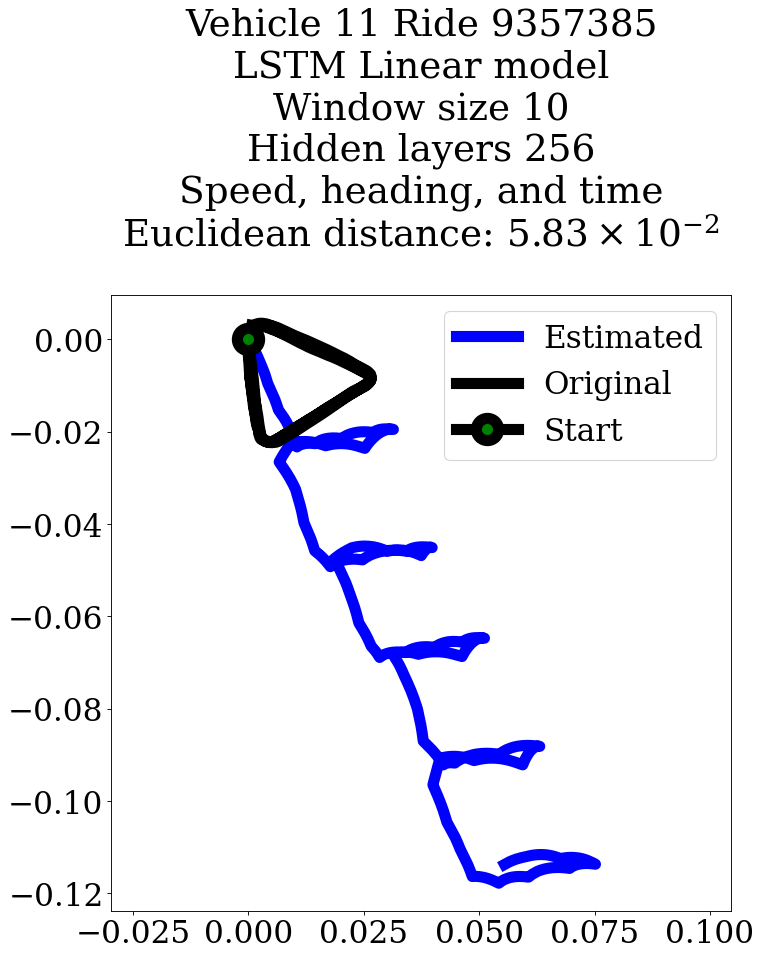 Vehicle 11 Ride 9357385
LSTM Linear model
Window size 10
Hidden layers 256
Speed, heading, and time
Euclidean distance: 5.83 × 10⁻²
Estimated
Original
Start
0.00
−0.02
−0.04
−0.06
−0.08
−0.10
−0.12
−0.025 0.000 0.025 0.050 0.075 0.100